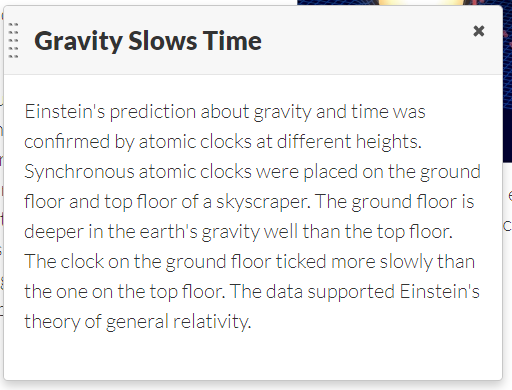 Gravity Slows Time
Einstein's prediction about gravity and time was
confirmed by atomic clocks at different heights.
Synchronous atomic clocks were placed on the ground
floor and top floor of a skyscraper. The ground floor is
deeper in the earth's gravity well than the top floor.
The clock on the ground floor ticked more slowly than
the one on the top floor. The data supported Einstein's
theory of general relativity.